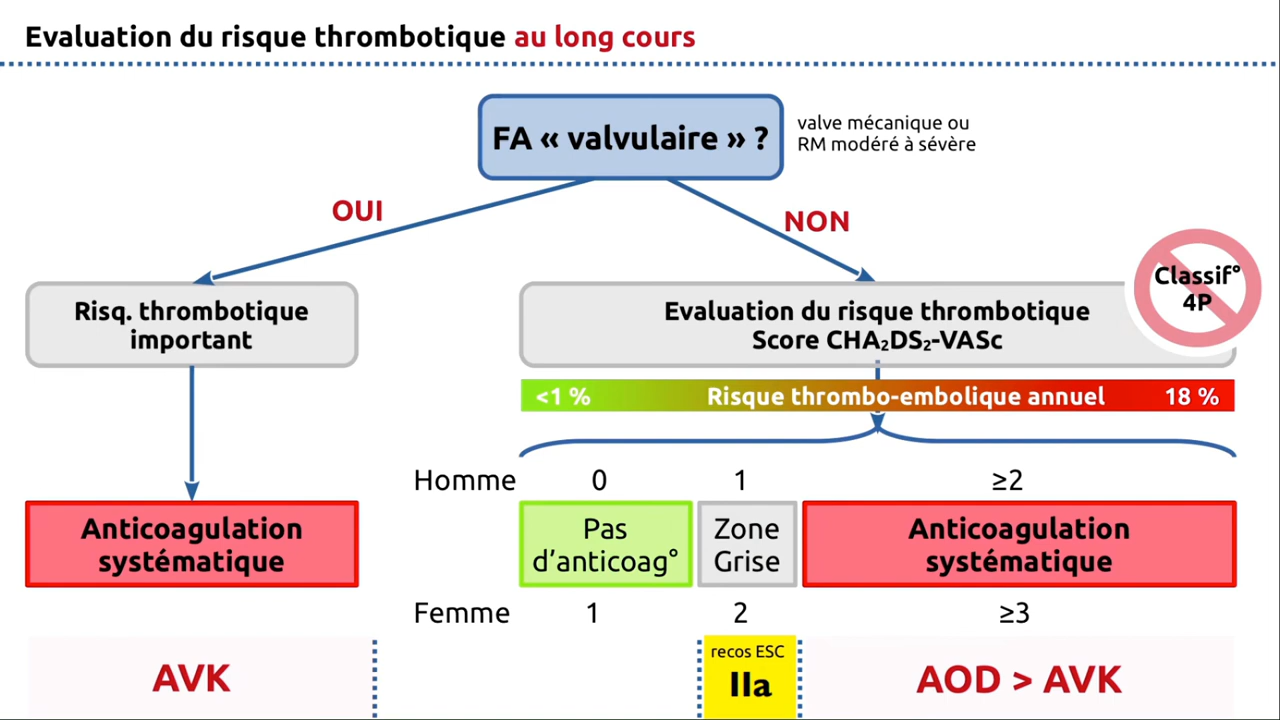 Evaluation du risque thrombotique au long cours
FA « valvulaire » ?
valve mécanique ou
RM modéré à sévère
OUI
NON
Classif°
4P
Risq. thrombotique
important
Evaluation du risque thrombotique
Score CHA₂DS₂-VASc
<1 % Risque thrombo-embolique annuel 18 %
Homme 0 1 ≥2
Anticoagulation
systématique
Pas
d’anticoag°
Zone
Grise
Anticoagulation
systématique
Femme 1 2 ≥3
AVK
recos ESC
IIa
AOD > AVK